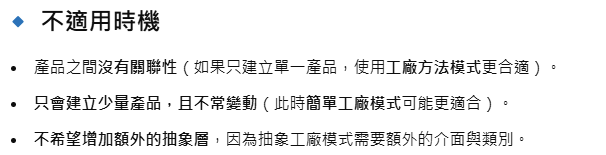 不適用時機
產品之間沒有關聯性（如果只建立單一產品，使用工廠方法模式更合適）。
只會建立少量產品，且不常變動（此時簡單工廠模式可能更適合）。
不希望增加額外的抽象層，因為抽象工廠模式需要額外的介面與類別。